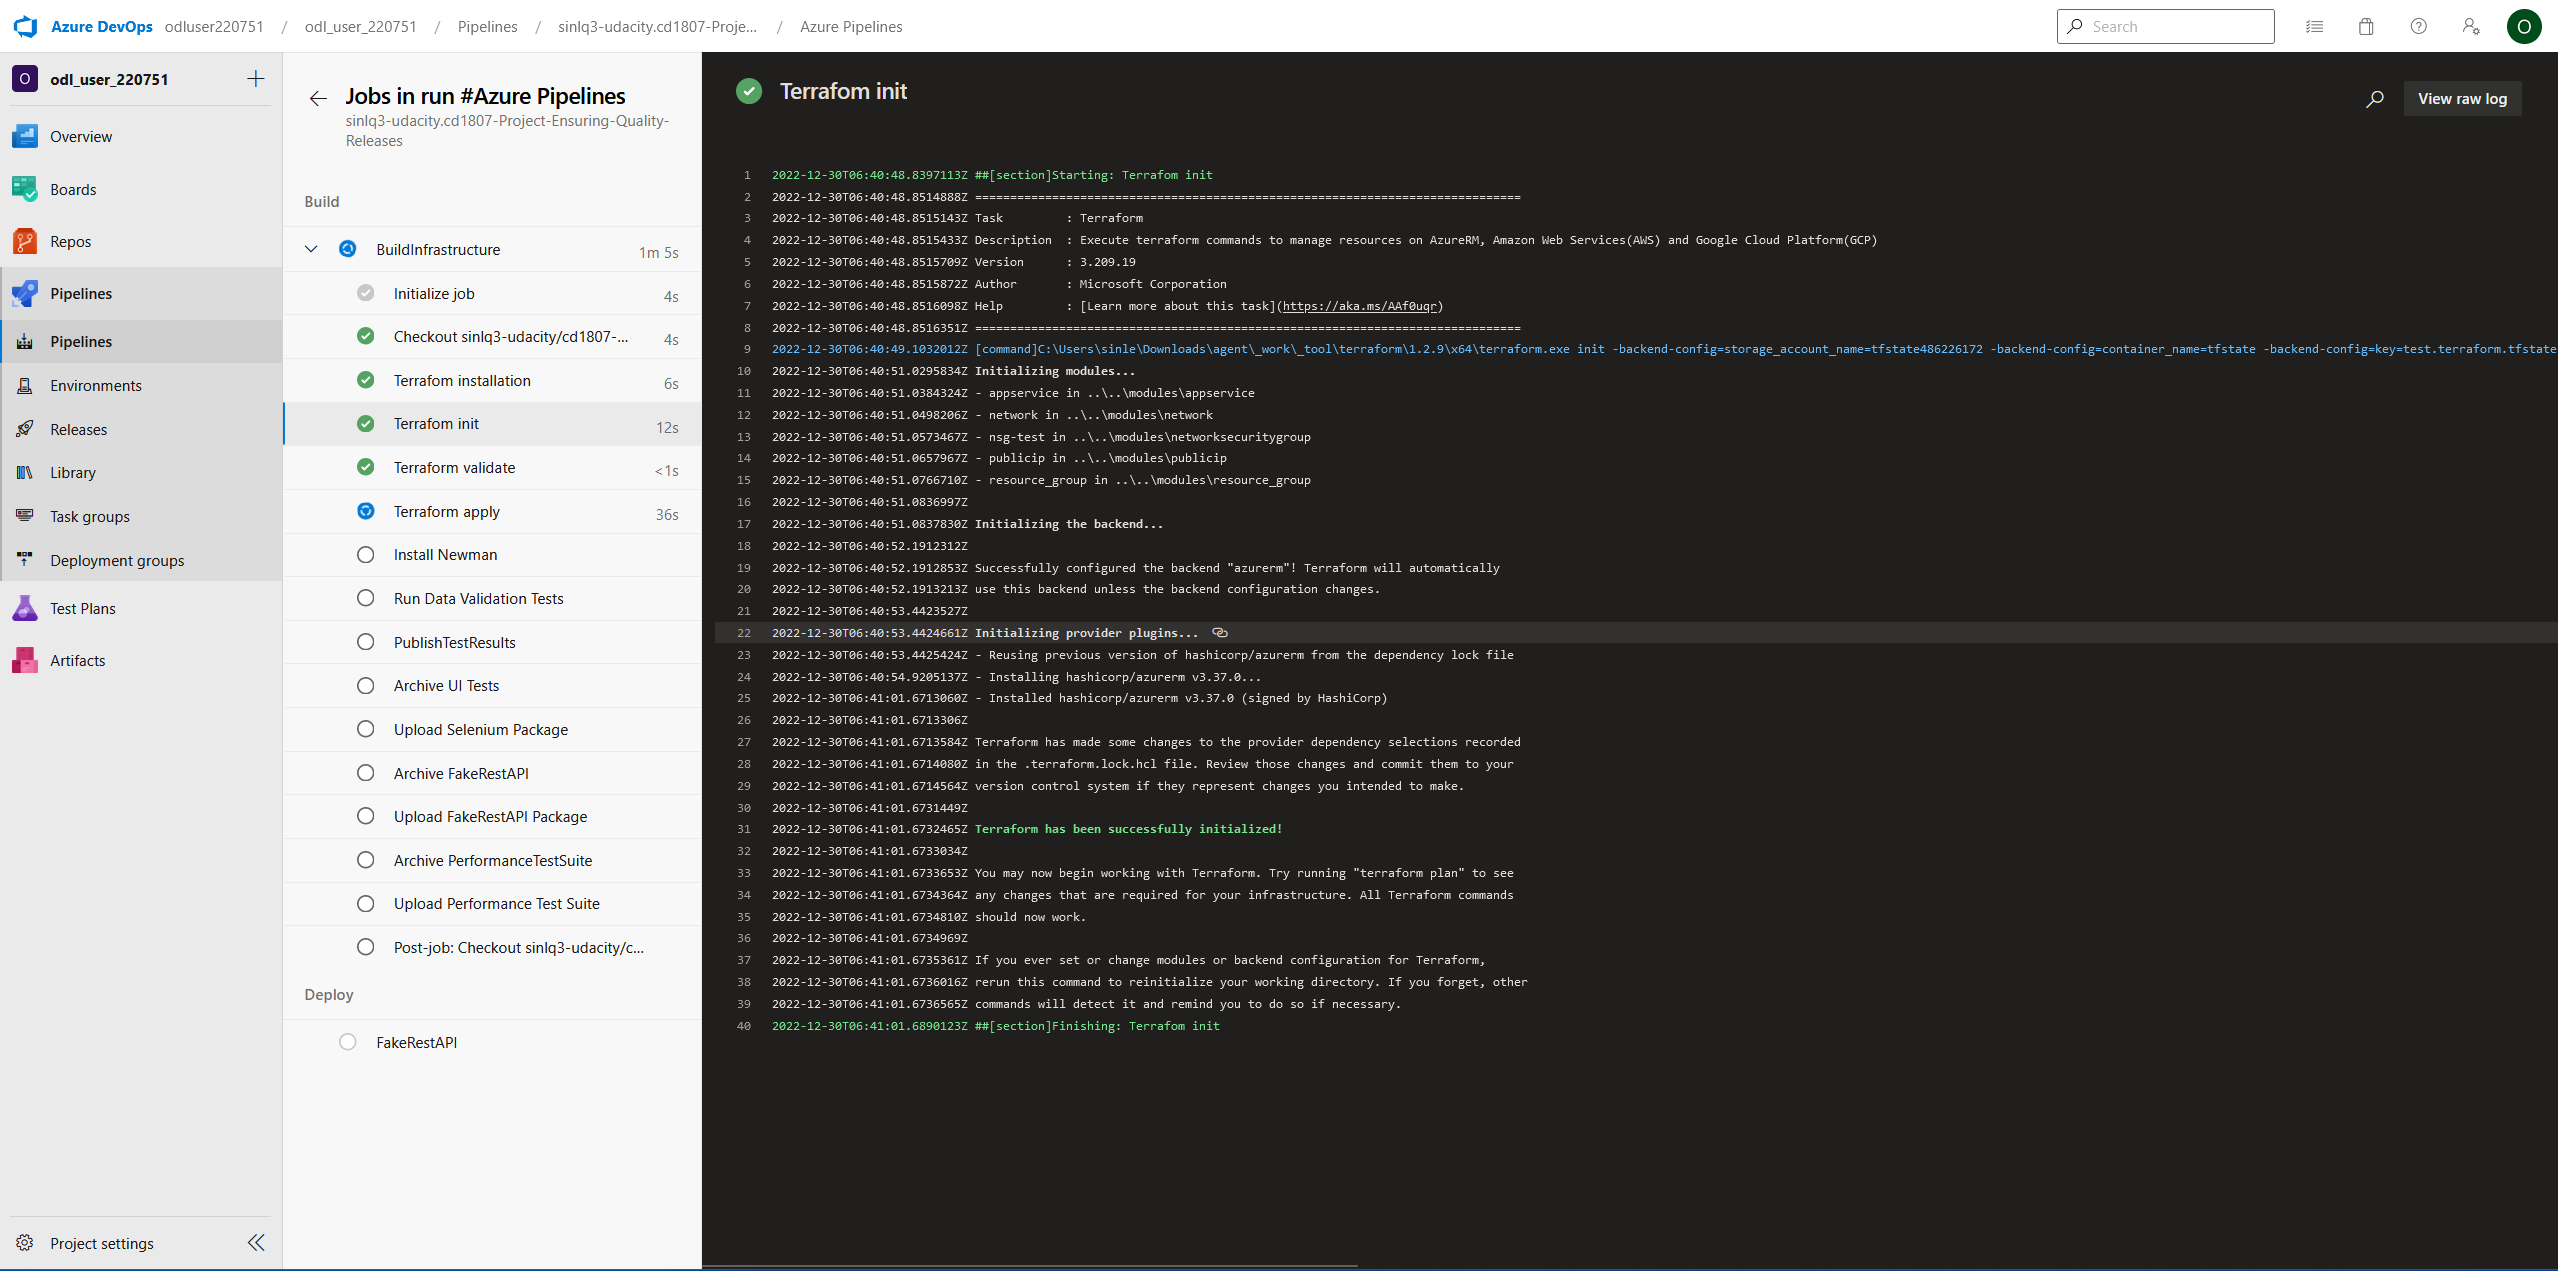 Azure DevOps odluser220751 / odl_user_220751 / Pipelines / sinlq3-udacity.cd1807-Proje... / Azure Pipelines
Search
O
O odl_user_220751
Overview
Boards
Repos
Pipelines
Pipelines
Environments
Releases
Library
Task groups
Deployment groups
Test Plans
Artifacts
Project settings
Jobs in run #Azure Pipelines
sinlq3-udacity.cd1807-Project-Ensuring-Quality-
Releases
Build
BuildInfrastructure 1m 5s
Initialize job 4s
Checkout sinlq3-udacity/cd1807-... 4s
Terrafom installation 6s
Terrafom init 12s
Terraform validate <1s
Terraform apply 36s
Install Newman
Run Data Validation Tests
PublishTestResults
Archive UI Tests
Upload Selenium Package
Archive FakeRestAPI
Upload FakeRestAPI Package
Archive PerformanceTestSuite
Upload Performance Test Suite
Post-job: Checkout sinlq3-udacity/c...
Deploy
FakeRestAPI
Terrafom init
View raw log
1 2022-12-30T06:40:48.8397113Z ##[section]Starting: Terrafom init
2 2022-12-30T06:40:48.8514888Z ==============================================================================
3 2022-12-30T06:40:48.8515143Z Task : Terraform
4 2022-12-30T06:40:48.8515433Z Description : Execute terraform commands to manage resources on AzureRM, Amazon Web Services(AWS) and Google Cloud Platform(GCP)
5 2022-12-30T06:40:48.8515709Z Version : 3.209.19
6 2022-12-30T06:40:48.8515872Z Author : Microsoft Corporation
7 2022-12-30T06:40:48.8516098Z Help : [Learn more about this task](https://aka.ms/AAf0uqr)
8 2022-12-30T06:40:48.8516351Z ==============================================================================
9 2022-12-30T06:40:49.1032012Z [command]C:\Users\sinle\Downloads\agent\_work\_tool\terraform\1.2.9\x64\terraform.exe init -backend-config=storage_account_name=tfstate486226172 -backend-config=container_name=tfstate -backend-config=key=test.terraform.tfstate
10 2022-12-30T06:40:51.0295834Z Initializing modules...
11 2022-12-30T06:40:51.0384324Z - appservice in ..\..\modules\appservice
12 2022-12-30T06:40:51.0498206Z - network in ..\..\modules\network
13 2022-12-30T06:40:51.0573467Z - nsg-test in ..\..\modules\networksecuritygroup
14 2022-12-30T06:40:51.0657967Z - publicip in ..\..\modules\publicip
15 2022-12-30T06:40:51.0766710Z - resource_group in ..\..\modules\resource_group
16 2022-12-30T06:40:51.0836997Z
17 2022-12-30T06:40:51.0837830Z Initializing the backend...
18 2022-12-30T06:40:52.1912312Z
19 2022-12-30T06:40:52.1912853Z Successfully configured the backend "azurerm"! Terraform will automatically
20 2022-12-30T06:40:52.1913213Z use this backend unless the backend configuration changes.
21 2022-12-30T06:40:53.4423527Z
22 2022-12-30T06:40:53.4424661Z Initializing provider plugins...
23 2022-12-30T06:40:53.4425424Z - Reusing previous version of hashicorp/azurerm from the dependency lock file
24 2022-12-30T06:40:54.9205137Z - Installing hashicorp/azurerm v3.37.0...
25 2022-12-30T06:41:01.6713060Z - Installed hashicorp/azurerm v3.37.0 (signed by HashiCorp)
26 2022-12-30T06:41:01.6713306Z
27 2022-12-30T06:41:01.6713584Z Terraform has made some changes to the provider dependency selections recorded
28 2022-12-30T06:41:01.6714080Z in the .terraform.lock.hcl file. Review those changes and commit them to your
29 2022-12-30T06:41:01.6714564Z version control system if they represent changes you intended to make.
30 2022-12-30T06:41:01.6731449Z
31 2022-12-30T06:41:01.6732465Z Terraform has been successfully initialized!
32 2022-12-30T06:41:01.6733034Z
33 2022-12-30T06:41:01.6733653Z You may now begin working with Terraform. Try running "terraform plan" to see
34 2022-12-30T06:41:01.6734364Z any changes that are required for your infrastructure. All Terraform commands
35 2022-12-30T06:41:01.6734810Z should now work.
36 2022-12-30T06:41:01.6734969Z
37 2022-12-30T06:41:01.6735361Z If you ever set or change modules or backend configuration for Terraform,
38 2022-12-30T06:41:01.6736016Z rerun this command to reinitialize your working directory. If you forget, other
39 2022-12-30T06:41:01.6736565Z commands will detect it and remind you to do so if necessary.
40 2022-12-30T06:41:01.6890123Z ##[section]Finishing: Terrafom init